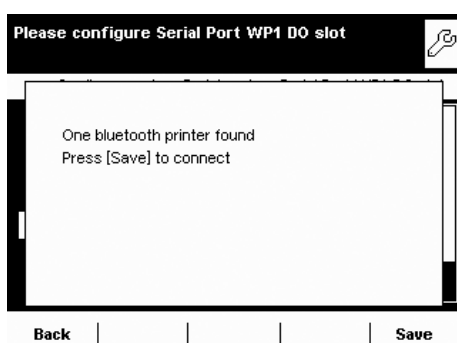 Please configure Serial Port WP1 DO slot
One bluetooth printer found
Press [Save] to connect
Back
Save